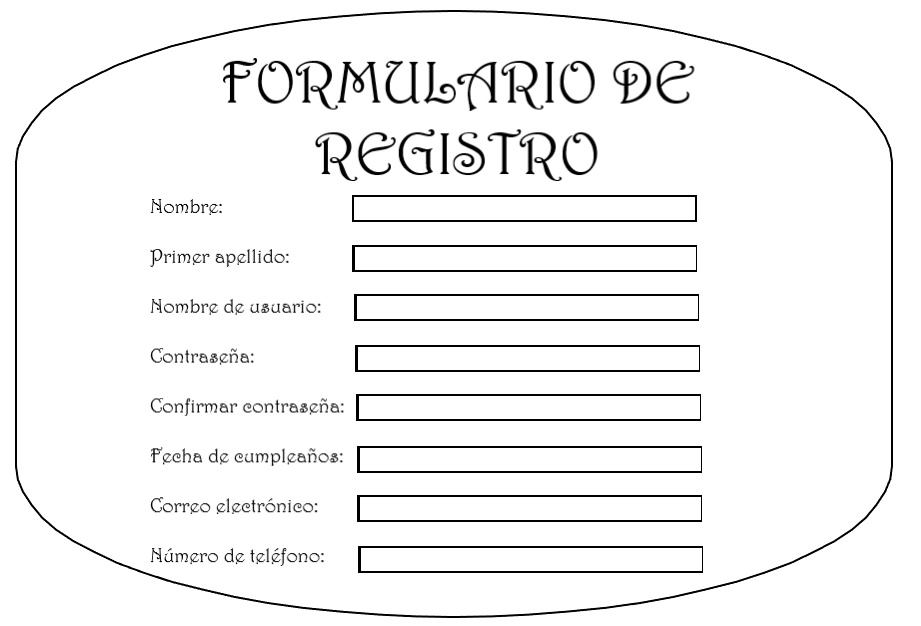 FORMULARIO DE
REGISTRO
Nombre:
Primer apellido:
Nombre de usuario:
Contraseña:
Confirmar contraseña:
Fecha de cumpleaños:
Correo electrónico:
Número de teléfono: